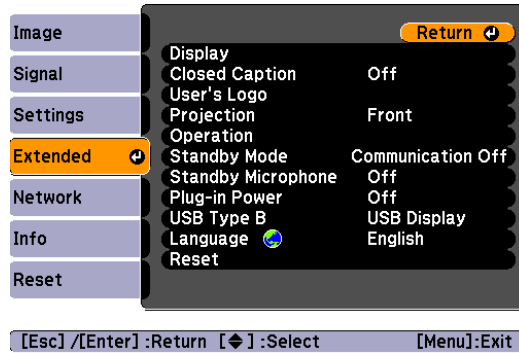 Image
Signal
Settings
Extended
Network
Info
Reset
Return
Display
Closed Caption Off
User's Logo
Projection Front
Operation
Standby Mode Communication Off
Standby Microphone Off
Plug-in Power Off
USB Type B USB Display
Language English
Reset
[Esc] /[Enter] :Return [◆] :Select [Menu]:Exit